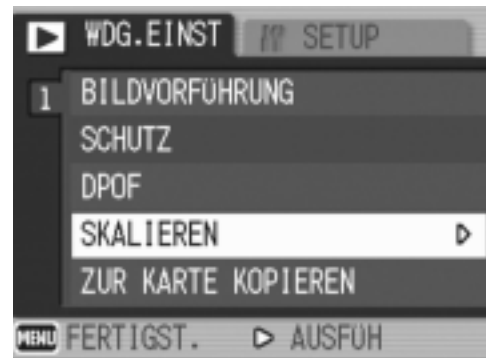 WDG.EINST SETUP
1 BILDVORFÜHRUNG
SCHUTZ
DPOF
SKALIEREN
ZUR KARTE KOPIEREN
MENU FERTIGST. AUSFÜH